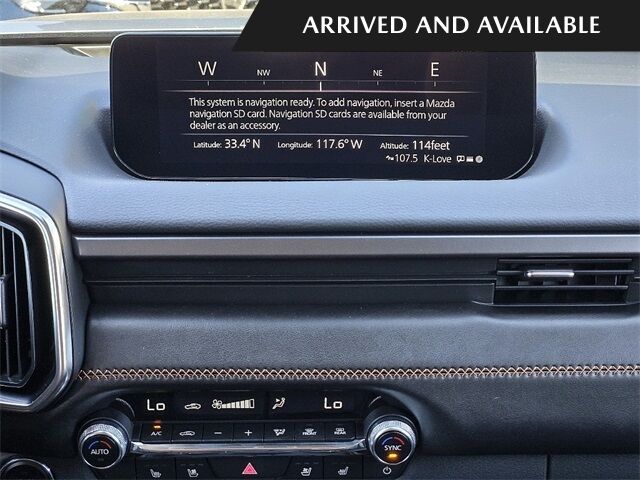 ARRIVED AND AVAILABLE
W NW N NE E
This system is navigation ready. To add navigation, insert a Mazda
navigation SD card. Navigation SD cards are available from your
dealer as an accessory.
Latitude: 33.4° N Longitude: 117.6° W Altitude: 114feet
107.5 K-Love
Lo Lo
A/C - + FRONT REAR
AUTO SYNC